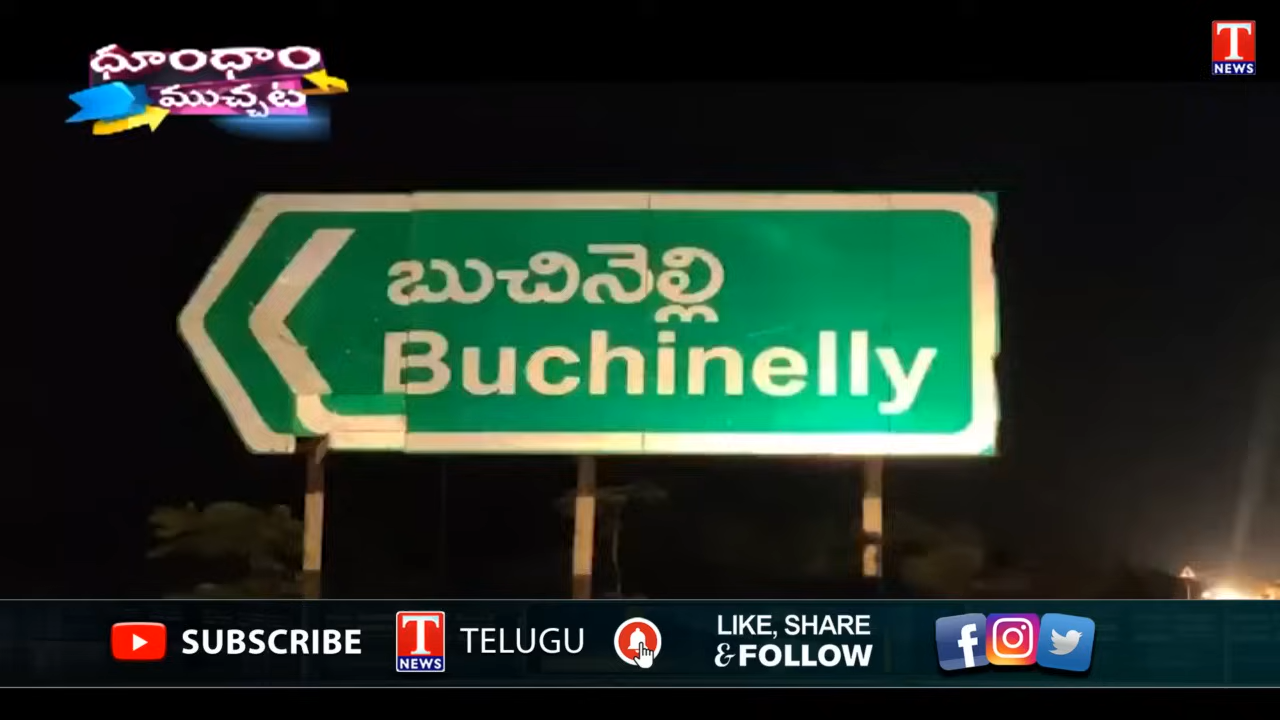 ధూంధాం
ముచ్చట
T
NEWS
బుచినెల్లి
Buchinelly
SUBSCRIBE
T
NEWS
TELUGU
LIKE, SHARE
& FOLLOW